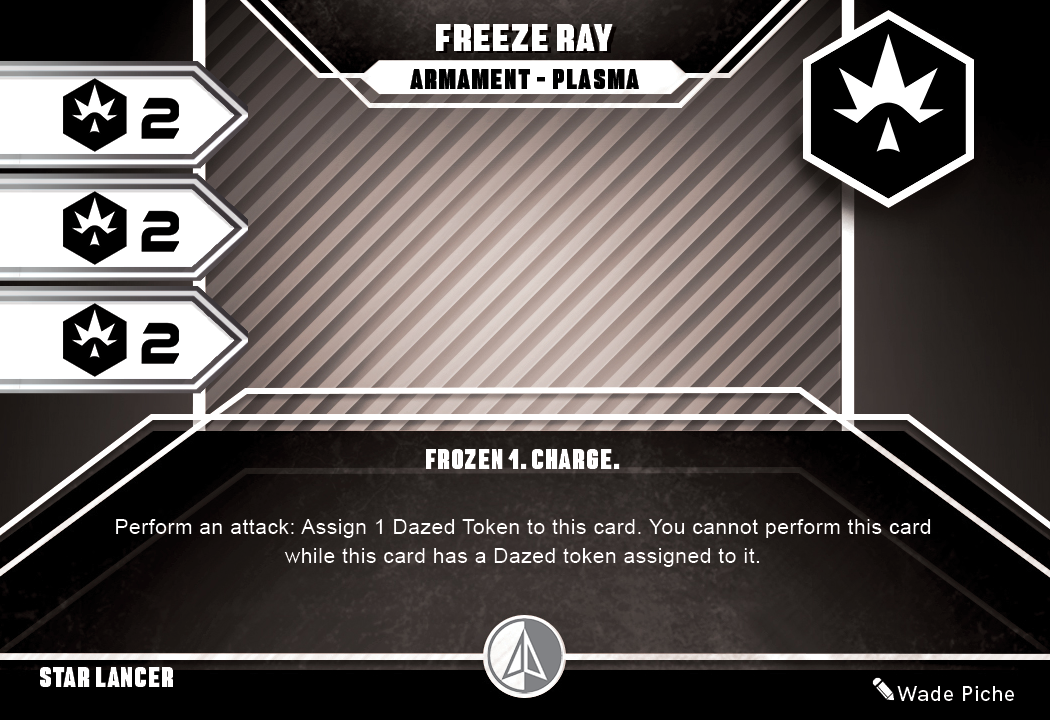 FREEZE RAY
ARMAMENT - PLASMA
2
2
2
FROZEN 1. CHARGE.
Perform an attack: Assign 1 Dazed Token to this card. You cannot perform this card
while this card has a Dazed token assigned to it.
STAR LANCER
Wade Piche